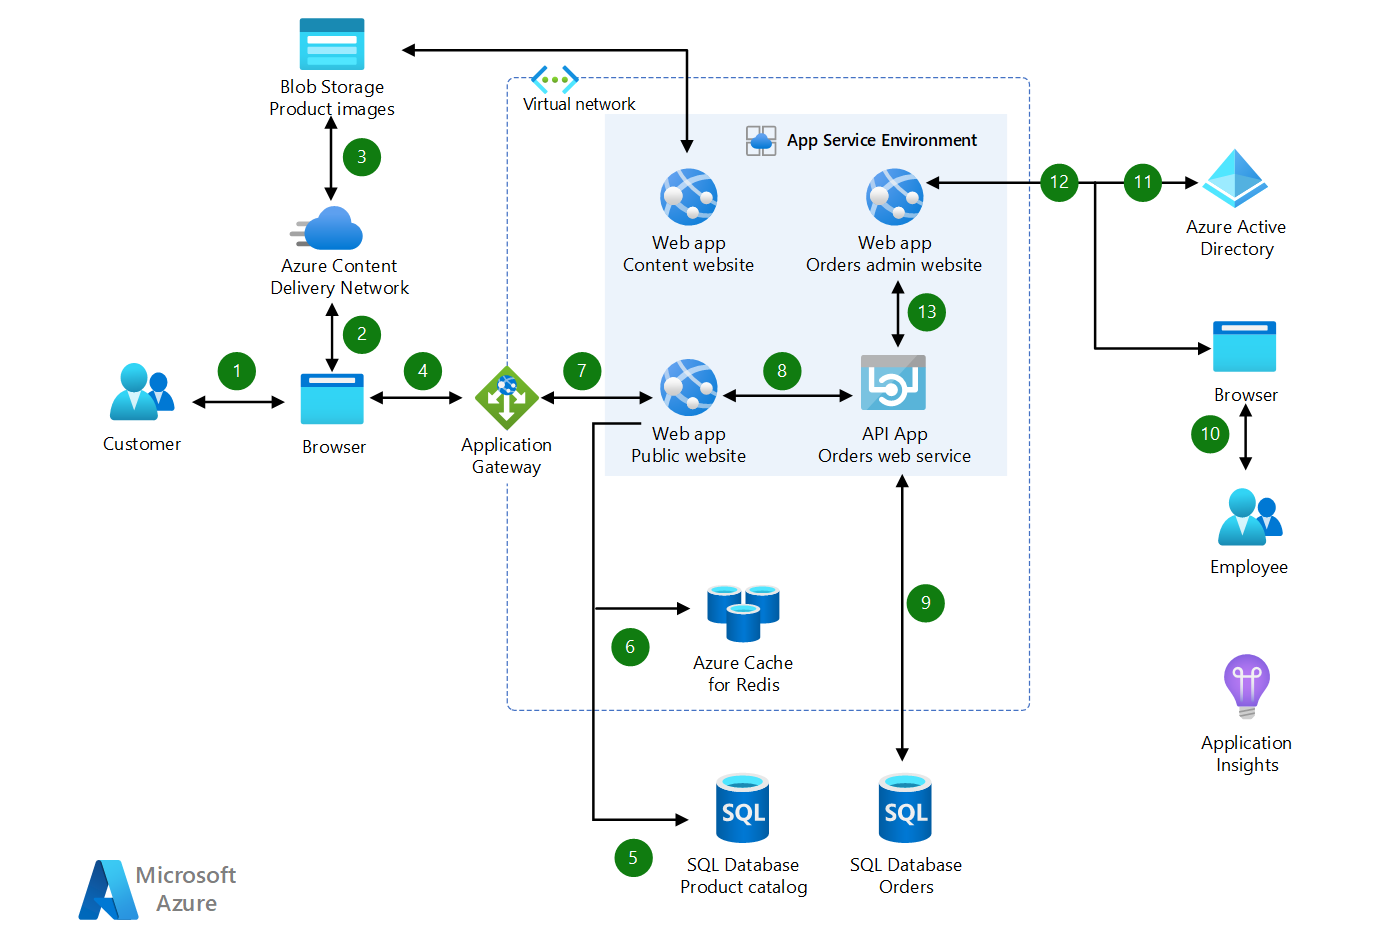 Blob Storage
Product images
Virtual network
App Service Environment
3
12
11
Web app
Content website
Web app
Orders admin website
Azure Active
Directory
Azure Content
Delivery Network
2
13
1
4
7
8
Customer
Browser
Application
Gateway
Web app
Public website
API App
Orders web service
Browser
10
Employee
9
6
Azure Cache
for Redis
Application
Insights
5
SQL
SQL Database
Product catalog
SQL
SQL Database
Orders
Microsoft
Azure